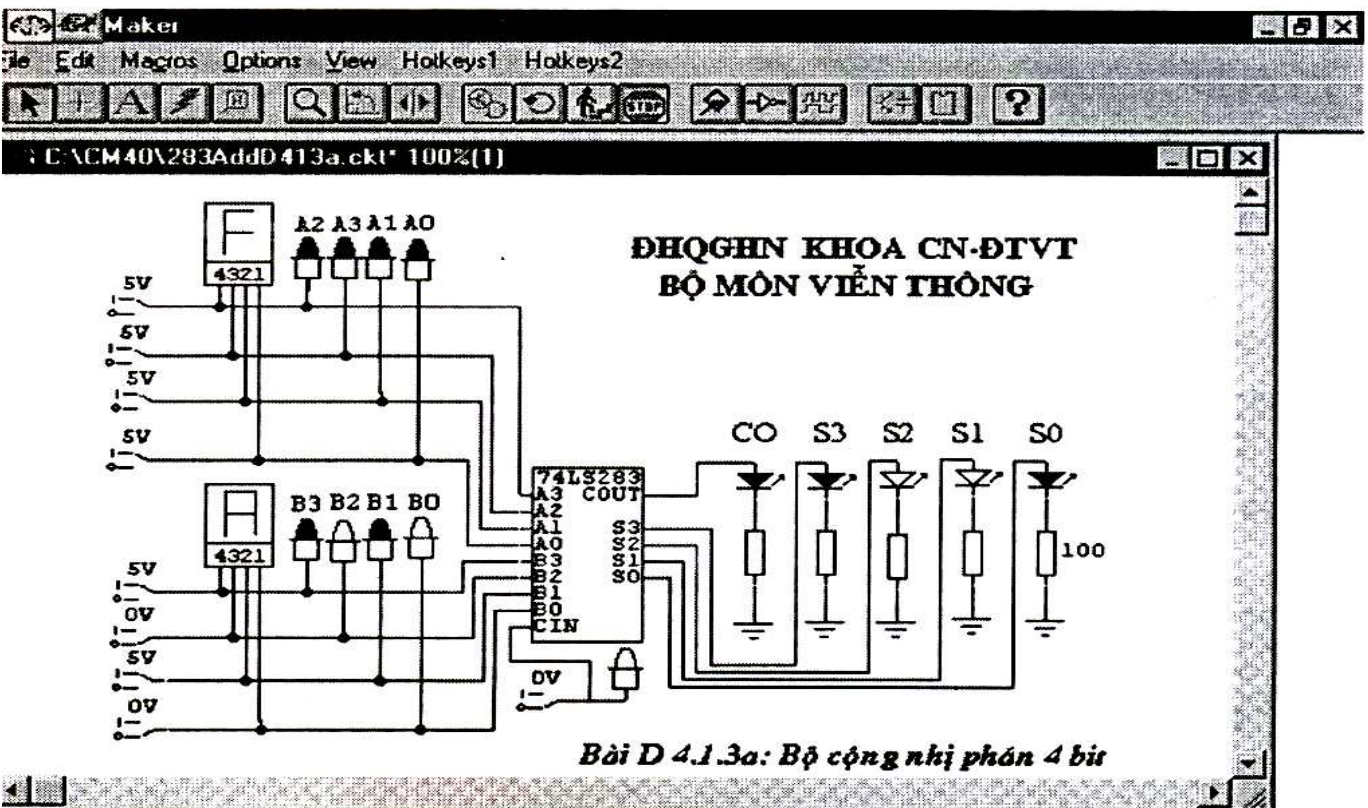 Maker
File Edit Macros Options View Hotkeys1 Hotkeys2
A STOP ?
C:\CM40\283AddD413a.ckt* 100%(1)
F
4321
A2 A3 A1 A0
ĐHQGHN KHOA CN-ĐTVT
BỘ MÔN VIỄN THÔNG
5V
5V
5V
5V
CO S3 S2 S1 S0
74LS283
A3 COUT
A2
A1 S3
A0 S2
B3 S1
B2 S0
B1
B0
CIN
100
A
4321
B3 B2 B1 B0
5V
0V
5V
0V
0V
Bài D 4.1.3a: Bộ cộng nhị phân 4 bit